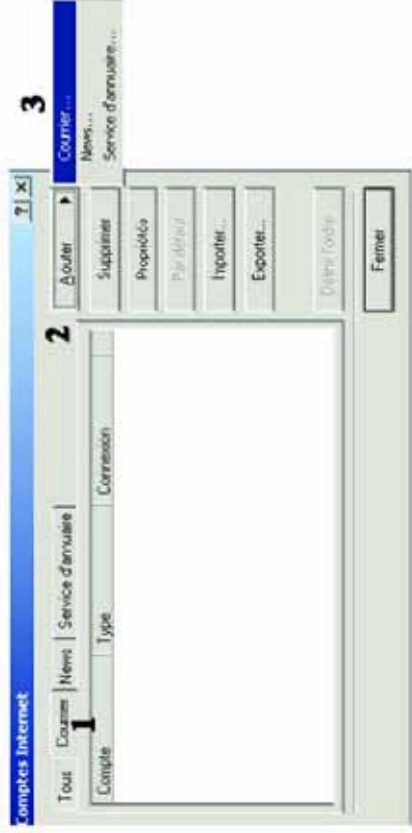 Comptes Internet ? ×
3
Tous Courrier News Service d'annuaire
1
2
Compte Type Connexion
Ajouter
Courrier...
News...
Service d'annuaire...
Supprimer
Propriétés
Par défaut
Importer...
Exporter...
Définir l'ordre
Fermer